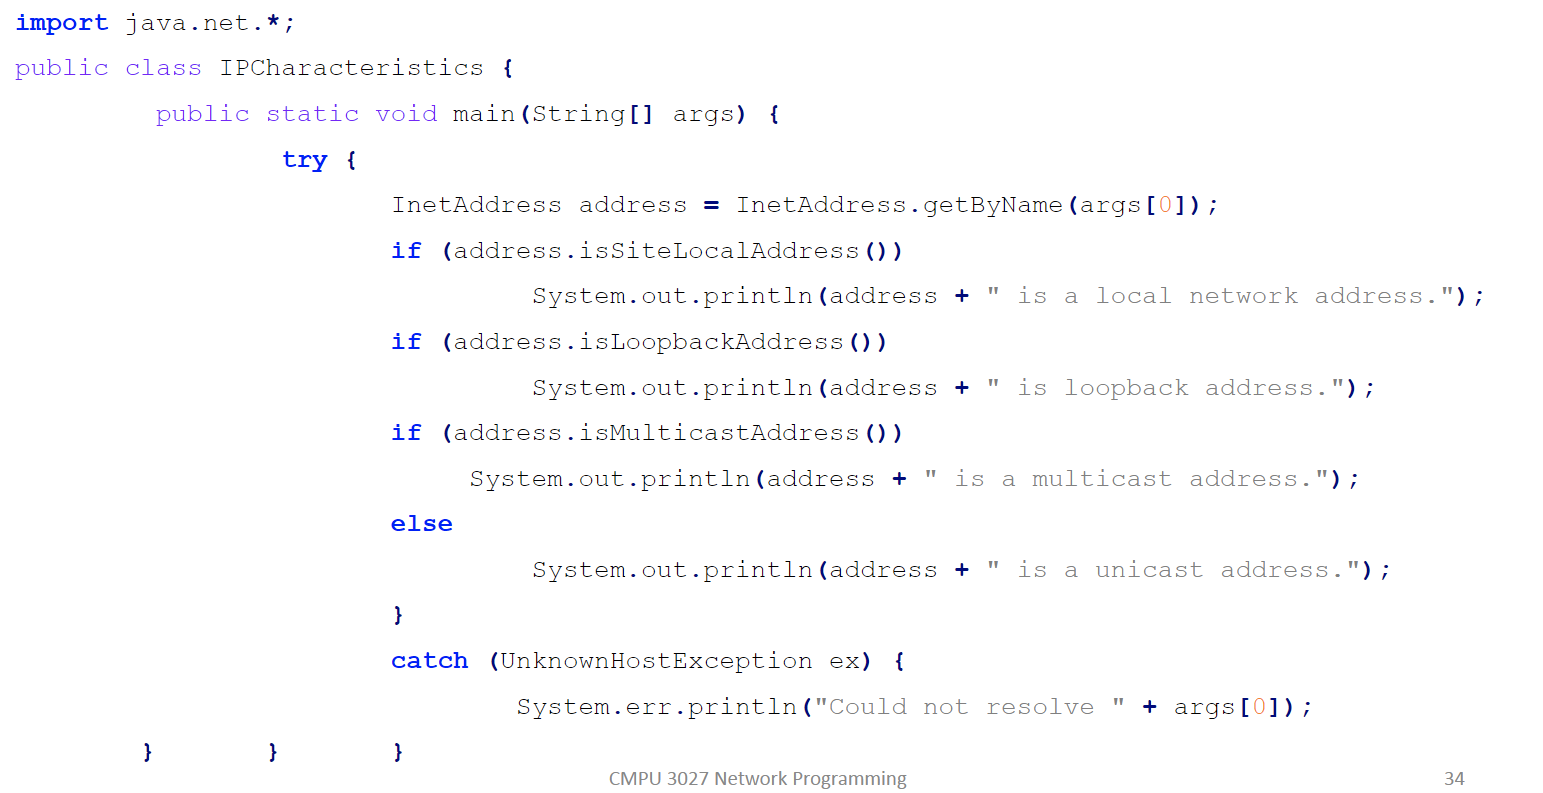 import java.net.*;
public class IPCharacteristics {
public static void main(String[] args) {
try {
InetAddress address = InetAddress.getByName(args[0]);
if (address.isSiteLocalAddress())
System.out.println(address + " is a local network address.");
if (address.isLoopbackAddress())
System.out.println(address + " is loopback address.");
if (address.isMulticastAddress())
System.out.println(address + " is a multicast address.");
else
System.out.println(address + " is a unicast address.");
}
catch (UnknownHostException ex) {
System.err.println("Could not resolve " + args[0]);
} } }
CMPU 3027 Network Programming 34